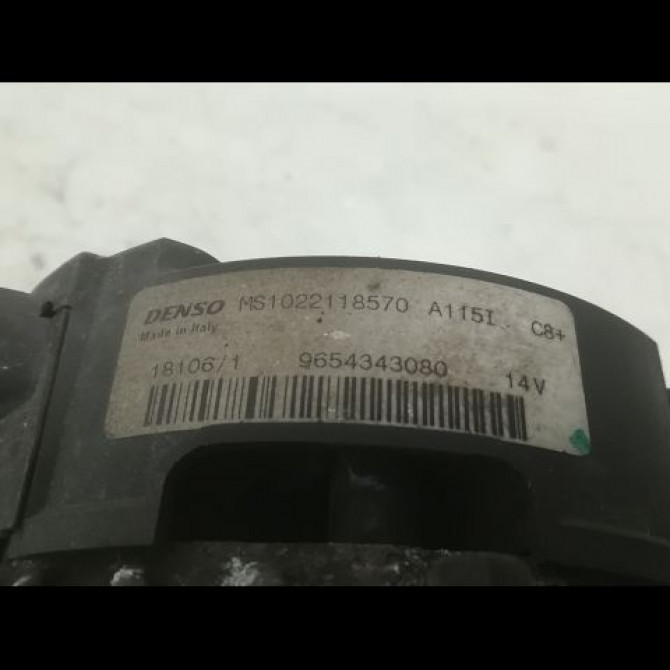 DENSO MS1022118570 A115I C8+
Made in Italy
18106/1 9654343080 14V